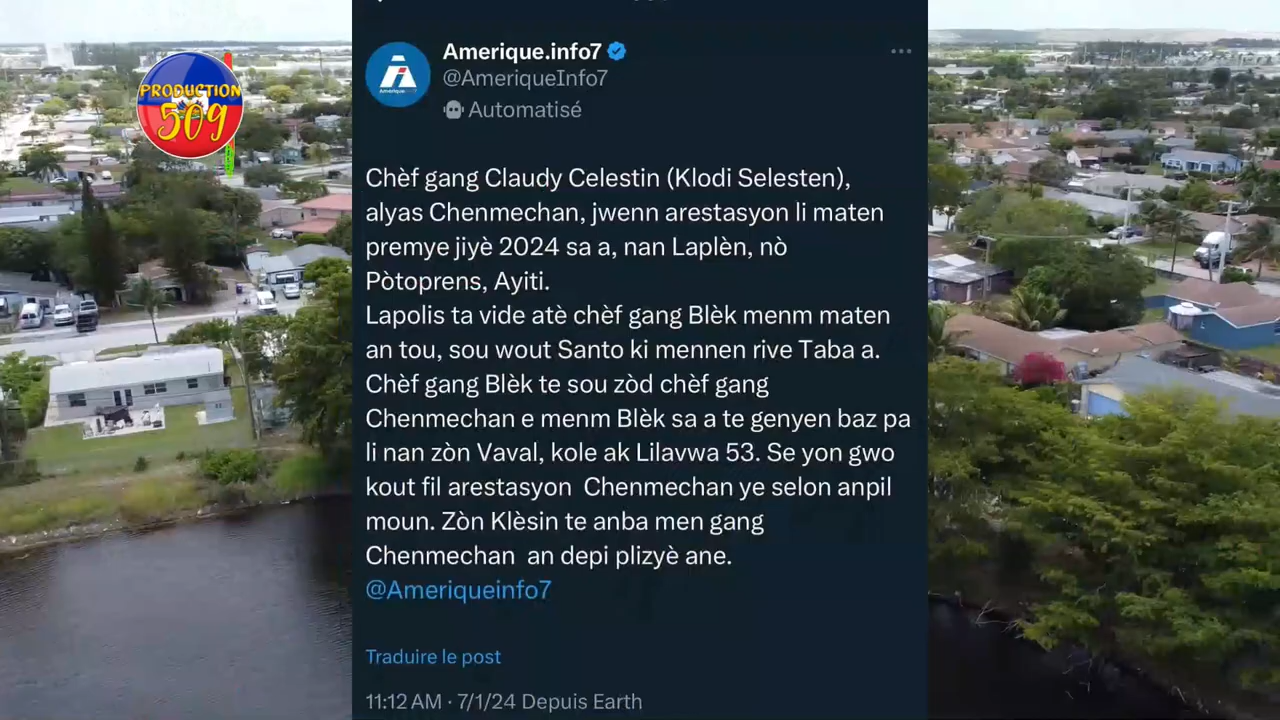 PRODUCTION
509
Amerique.info7
@AmeriqueInfo7
Automatisé
Chèf gang Claudy Celestin (Klodi Selesten),
alyas Chenmechan, jwenn arestasyon li maten
premye jiyè 2024 sa a, nan Laplèn, nò
Pòtoprens, Ayiti.
Lapolis ta vide atè chèf gang Blèk menm maten
an tou, sou wout Santo ki mennen rive Taba a.
Chèf gang Blèk te sou zòd chèf gang
Chenmechan e menm Blèk sa a te genyen baz pa
li nan zòn Vaval, kole ak Lilavwa 53. Se yon gwo
kout fil arestasyon Chenmechan ye selon anpil
moun. Zòn Klèsin te anba men gang
Chenmechan an depi plizyè ane.
@Ameriqueinfo7
Traduire le post
11:12 AM · 7/1/24 Depuis Earth